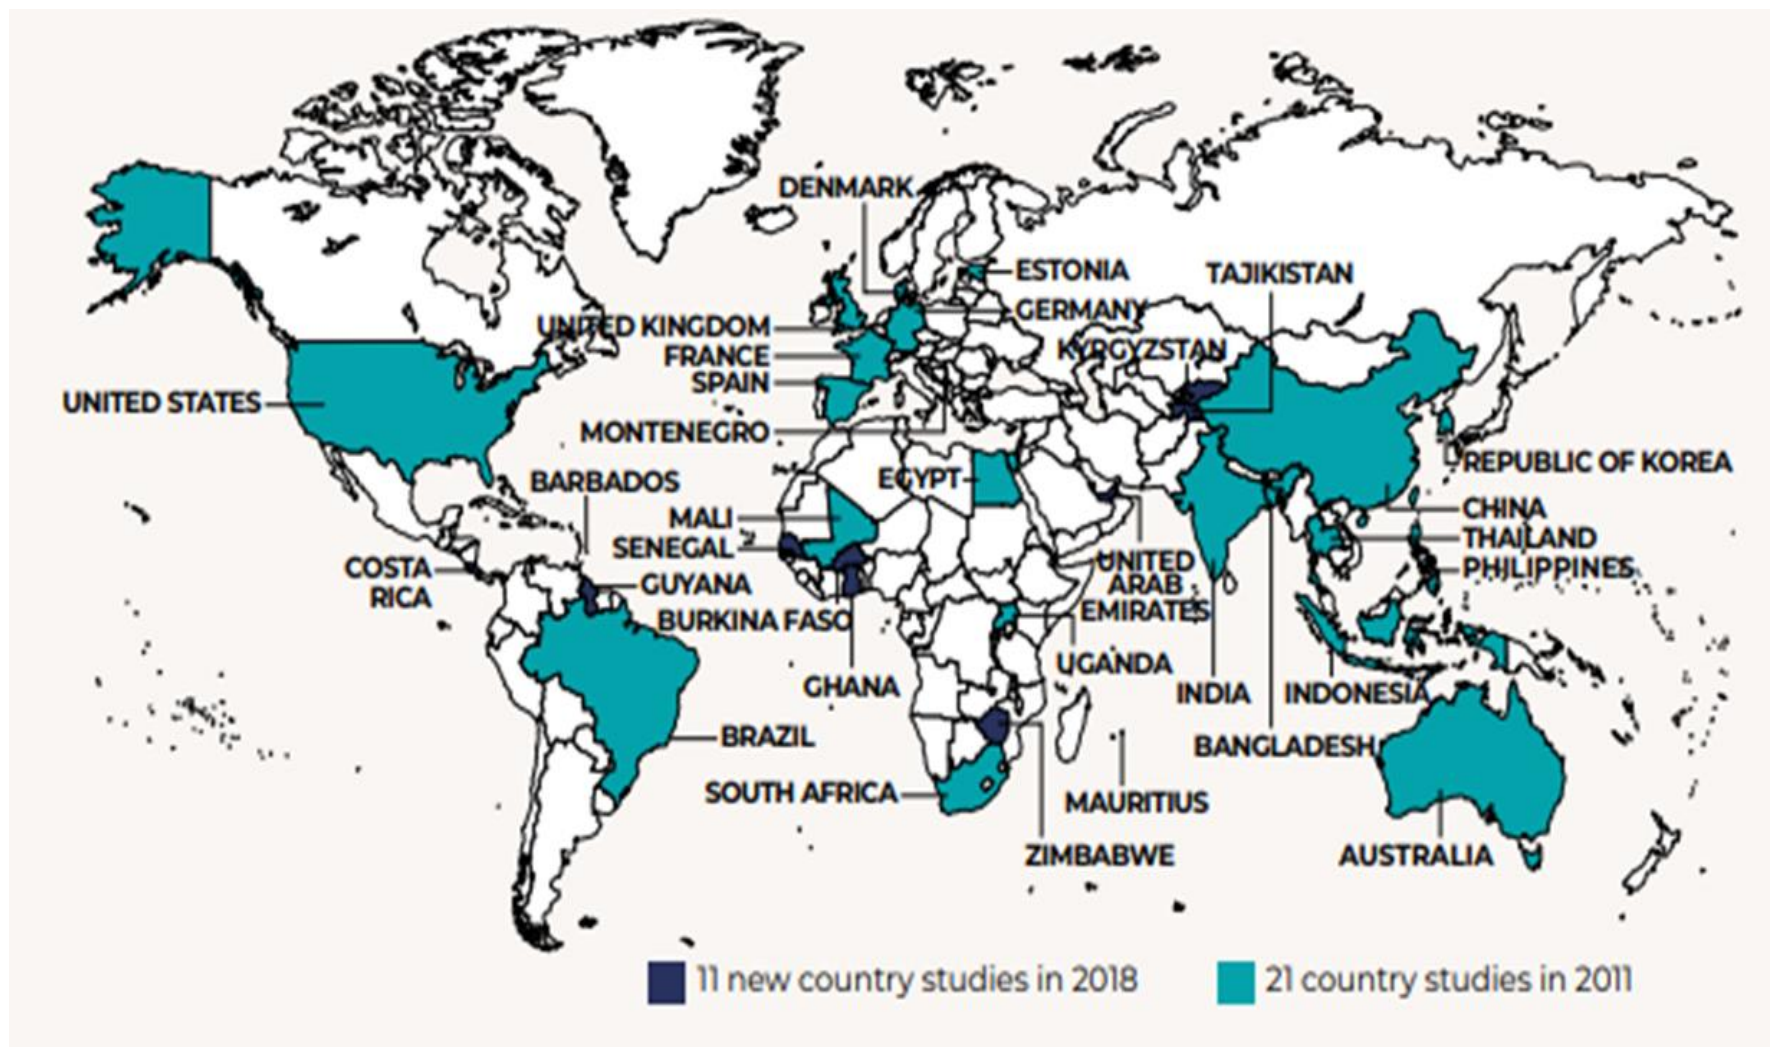 DENMARK
ESTONIA
TAJIKISTAN
GERMANY
UNITED KINGDOM
KYRGYZSTAN
FRANCE
SPAIN
UNITED STATES
MONTENEGRO
REPUBLIC OF KOREA
BARBADOS
EGYPT
CHINA
MALI
THAILAND
SENEGAL
UNITED
ARAB
EMIRATES
PHILIPPINES
COSTA
RICA
GUYANA
BURKINA FASO
UGANDA
GHANA
INDIA
INDONESIA
BRAZIL
BANGLADESH
SOUTH AFRICA
MAURITIUS
ZIMBABWE
AUSTRALIA
11 new country studies in 2018
21 country studies in 2011